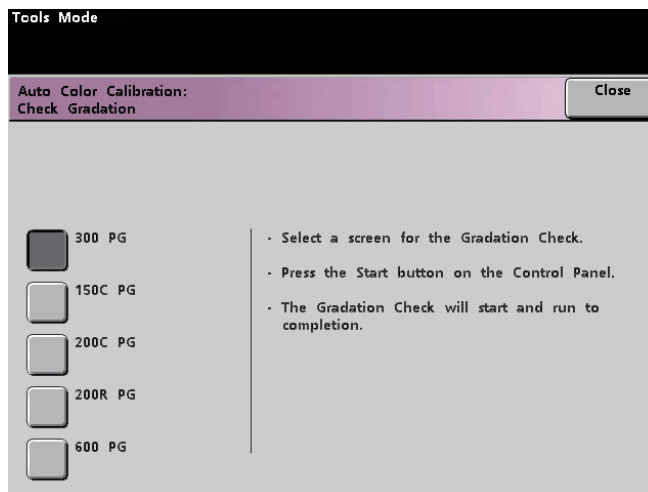 Tools Mode
Auto Color Calibration:
Check Gradation
Close
300 PG
150C PG
200C PG
200R PG
600 PG
- Select a screen for the Gradation Check.
- Press the Start button on the Control Panel.
- The Gradation Check will start and run to
completion.